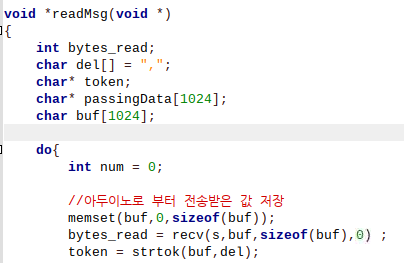 void *readMsg(void *)
{
    int bytes_read;
    char del[] = ",";
    char* token;
    char* passingData[1024];
    char buf[1024];

    do{
        int num = 0;

        //아두이노로 부터 전송받은 값 저장
        memset(buf,0,sizeof(buf));
        bytes_read = recv(s,buf,sizeof(buf),0) ;
        token = strtok(buf,del);